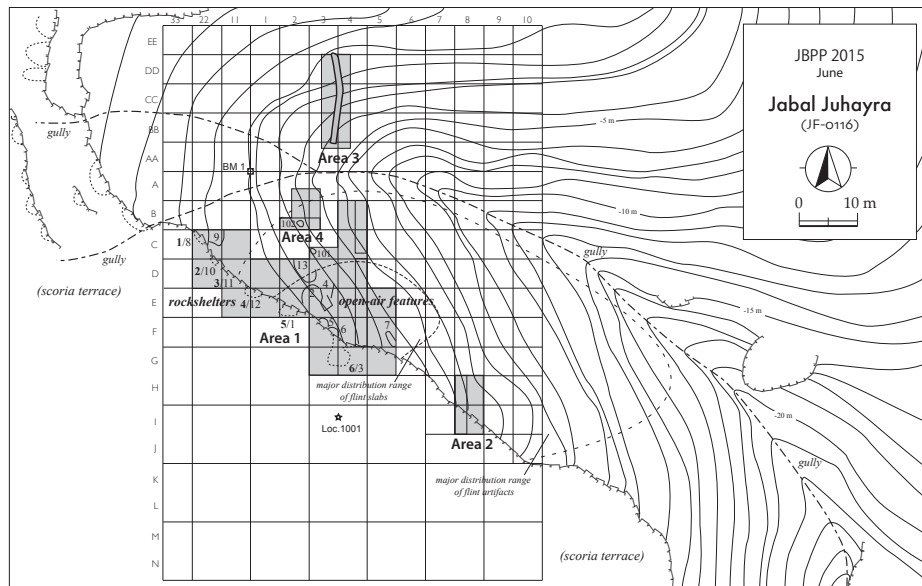 33 22 11 1 2 3 4 5 6 7 8 9 10
EE
DD
CC
BB
AA
A
B
C
D
E
F
G
H
I
J
K
L
M
N
JBPP 2015
June
Jabal Juhayra
(JF-0116)
0 10 m
-5 m
-10 m
-15 m
-20 m
gully
gully
gully
gully
BM 1
Area 3
102
Area 4
101
1/8
9
2/10
3/11
13
4
2
rockshelters
4/12
open-air features
5/1
5
6
7
Area 1
6/3
(scoria terrace)
major distribution range
of flint slabs
Loc.1001
Area 2
major distribution range
of flint artifacts
(scoria terrace)